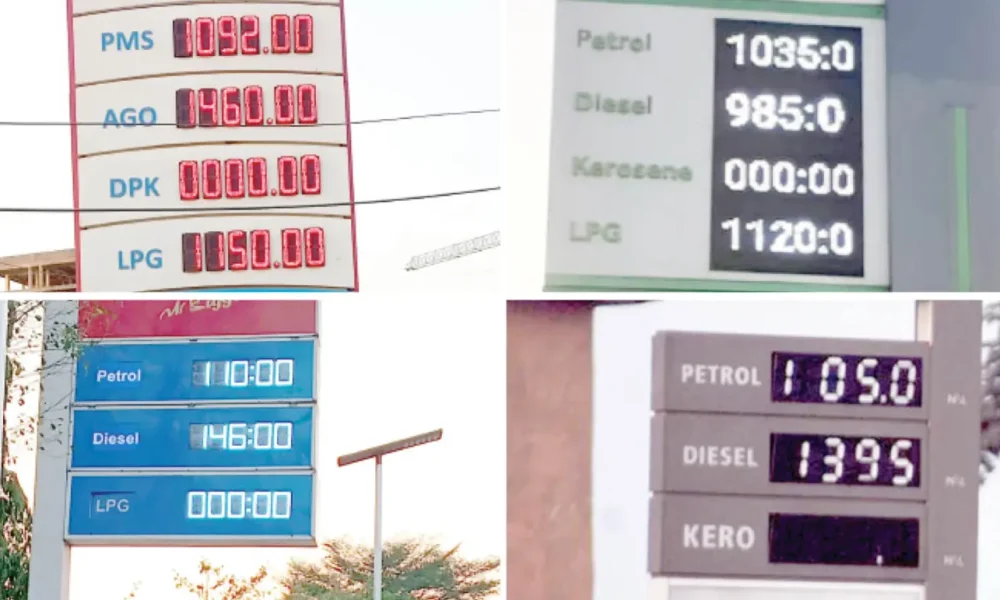 PMS 1092.00
AGO 1460.00
DPK 0000.00
LPG 1150.00
Petrol 1035:0
Diesel 985:0
Kerosene 000:00
LPG 1120:0
Petrol 110:00
Diesel 146:00
LPG 000:00
PETROL 105.0
DIESEL 1395
KERO